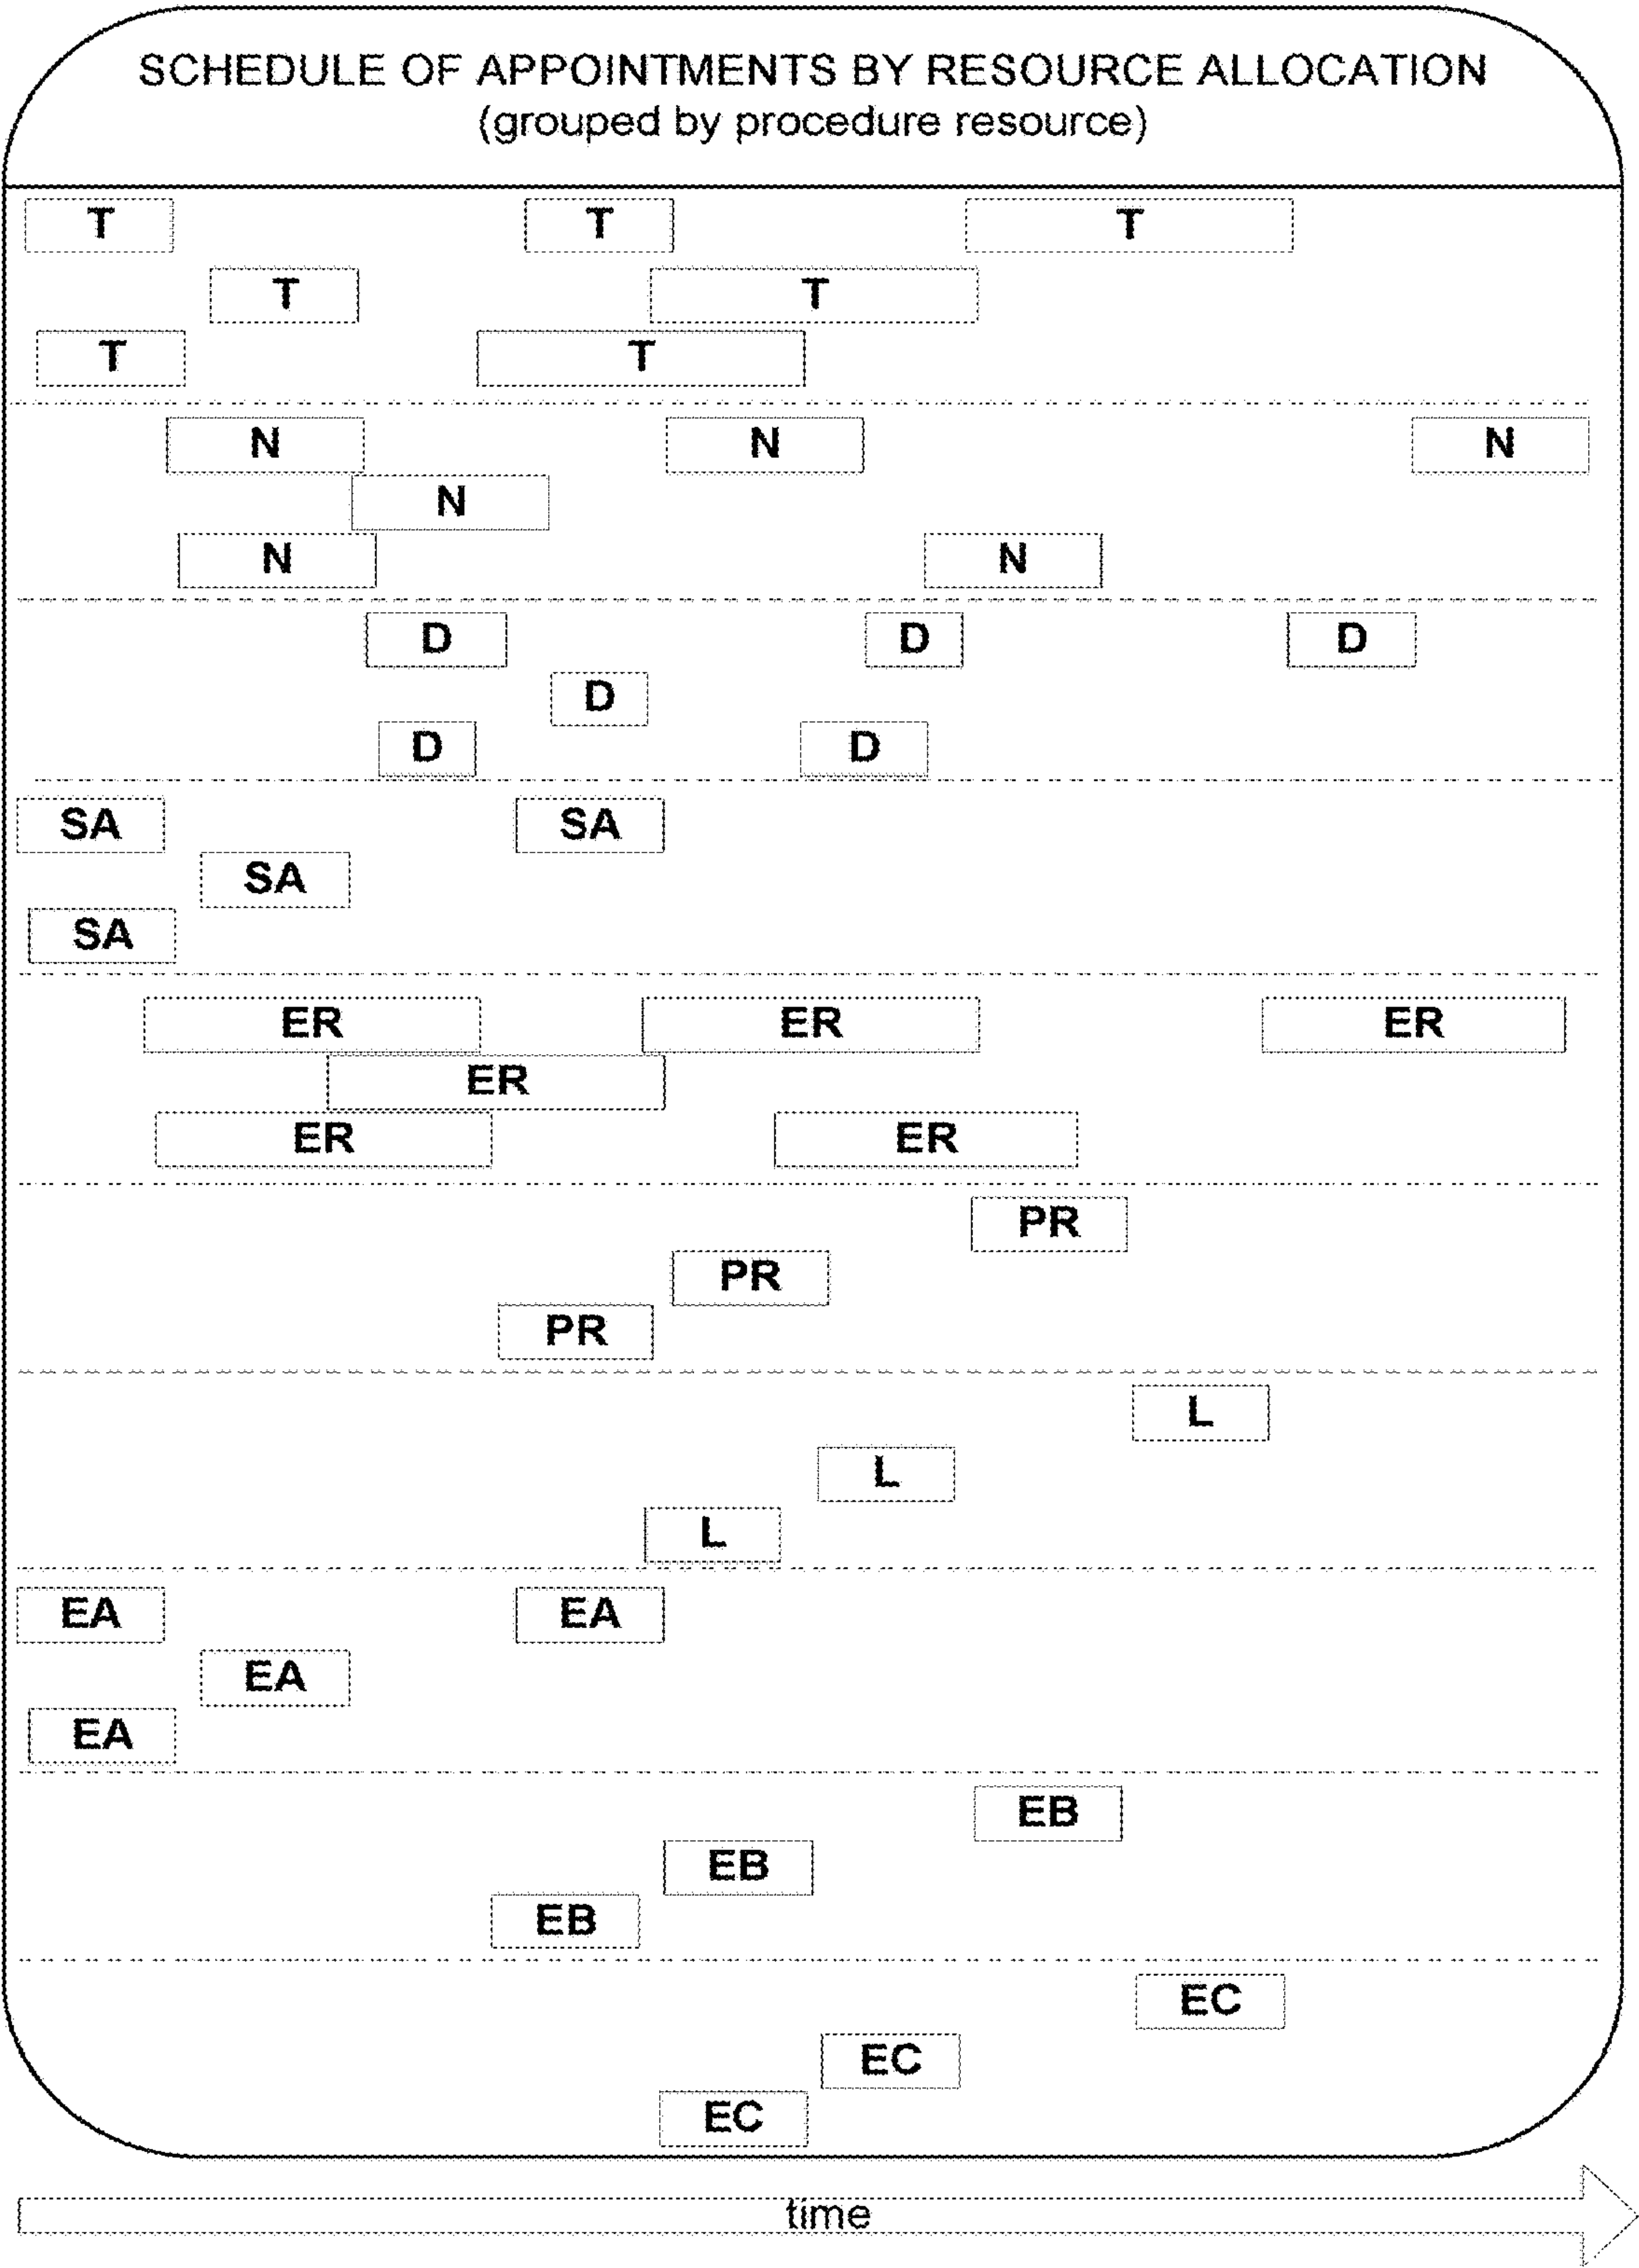 SCHEDULE OF APPOINTMENTS BY RESOURCE ALLOCATION
(grouped by procedure resource)
T T T
T T
T T
N N N
N
N N
D D D
D
D D
SA SA
SA
SA
ER ER ER
ER
ER ER
PR
PR
PR
L
L
L
EA EA
EA
EA
EB
EB
EB
EC
EC
EC
time